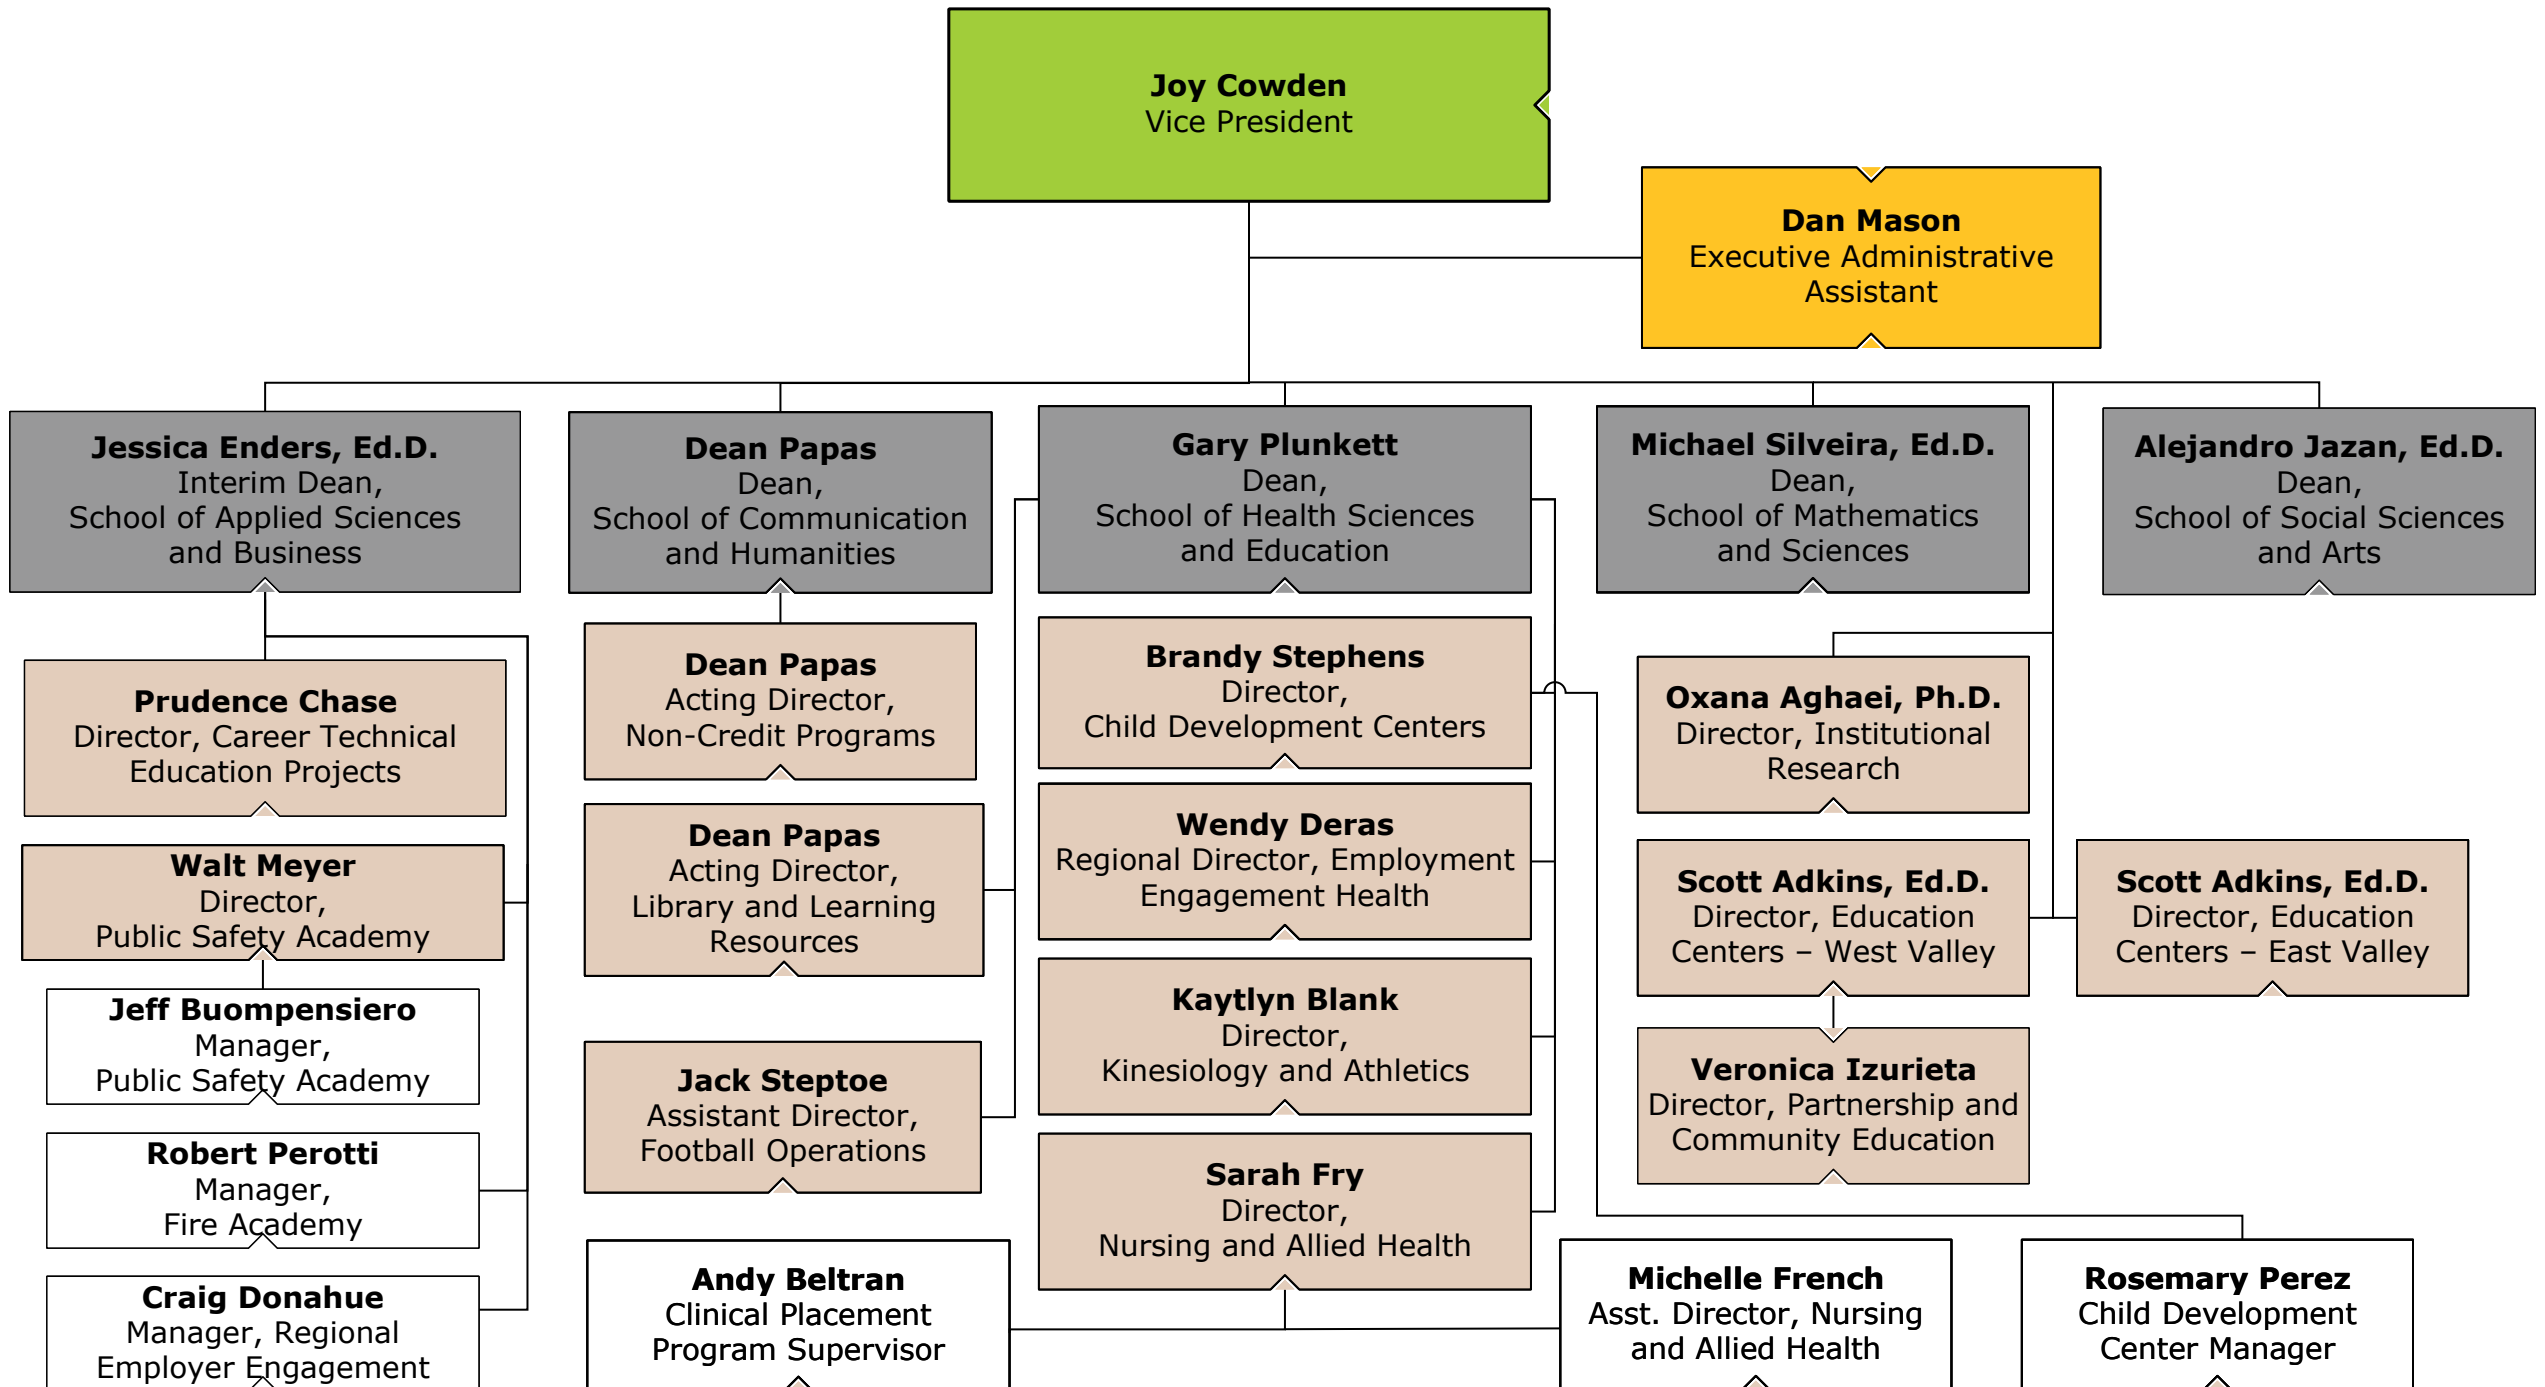 Joy Cowden
Vice President
Dan Mason
Executive Administrative
Assistant
Jessica Enders, Ed.D.
Interim Dean,
School of Applied Sciences
and Business
Dean Papas
Dean,
School of Communication
and Humanities
Gary Plunkett
Dean,
School of Health Sciences
and Education
Michael Silveira, Ed.D.
Dean,
School of Mathematics
and Sciences
Alejandro Jazan, Ed.D.
Dean,
School of Social Sciences
and Arts
Prudence Chase
Director, Career Technical
Education Projects
Walt Meyer
Director,
Public Safety Academy
Jeff Buompensiero
Manager,
Public Safety Academy
Robert Perotti
Manager,
Fire Academy
Craig Donahue
Manager, Regional
Employer Engagement
Dean Papas
Acting Director,
Non-Credit Programs
Dean Papas
Acting Director,
Library and Learning
Resources
Jack Steptoe
Assistant Director,
Football Operations
Andy Beltran
Clinical Placement
Program Supervisor
Brandy Stephens
Director,
Child Development Centers
Wendy Deras
Regional Director, Employment
Engagement Health
Kaytlyn Blank
Director,
Kinesiology and Athletics
Sarah Fry
Director,
Nursing and Allied Health
Oxana Aghaei, Ph.D.
Director, Institutional
Research
Scott Adkins, Ed.D.
Director, Education
Centers – West Valley
Scott Adkins, Ed.D.
Director, Education
Centers – East Valley
Veronica Izurieta
Director, Partnership and
Community Education
Michelle French
Asst. Director, Nursing
and Allied Health
Rosemary Perez
Child Development
Center Manager